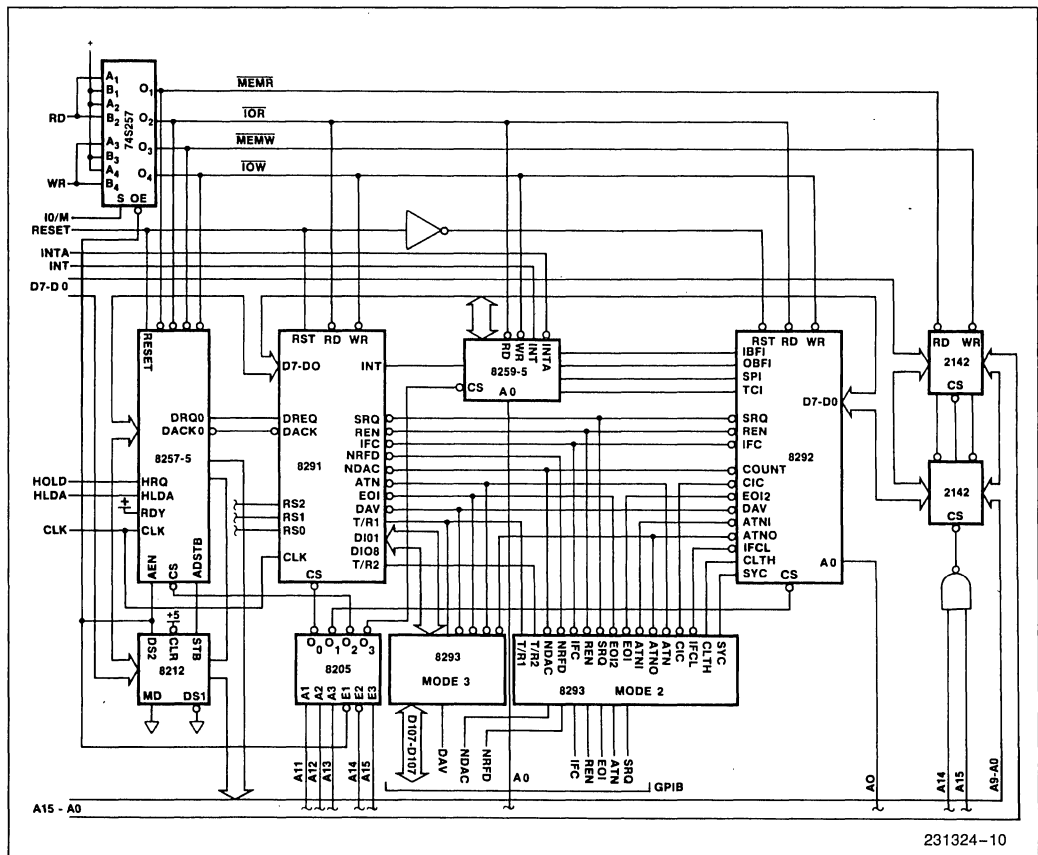 +
A1
B1
A2
B2
A3
B3
A4
B4
74S257
O1
O2
O3
O4
S OE
RD
WR
MEMR
IOR
MEMW
IOW
I0/M
RESET
INTA
INT
D7-D0
RESET
DRQ0
DACK0
8257-5
HRQ
HLDA
RDY
CLK
AEN
CS
ADSTB
HOLD
HLDA
+
CLK
RST RD WR
D7-DO
INT
DREQ
DACK
8291
SRQ
REN
IFC
NRFD
NDAC
ATN
EOI
DAV
T/R1
DI01
DIO8
T/R2
RS2
RS1
RS0
CLK
CS
RD
WR
INT
INTA
8259-5
CS
A0
RST RD WR
IBFI
OBFI
SPI
TCI
D7-D0
SRQ
REN
IFC
8292
COUNT
CIC
EOI2
DAV
ATNI
ATNO
IFCL
CLTH
SYC
A0
CS
RD WR
2142
CS
2142
CS
+5
DS2
CLR
STB
8212
MD
DS1
O0
O1
O2
O3
8205
A1
A2
A3
E1
E2
E3
8293
MODE 3
T/R1
T/R2
NDAC
NRFD
IFC
REN
SRQ
EOI2
EOI
ATNI
ATNO
ATN
CIC
IFCL
CLTH
SYC
8293 MODE 2
A11
A12
A13
A14
A15
D107-D107
DAV
NDAC
NRFD
A0
IFC
REN
EOI
ATN
SRQ
GPIB
AO
A14
A15
A9-A0
A15 - A0
231324-10